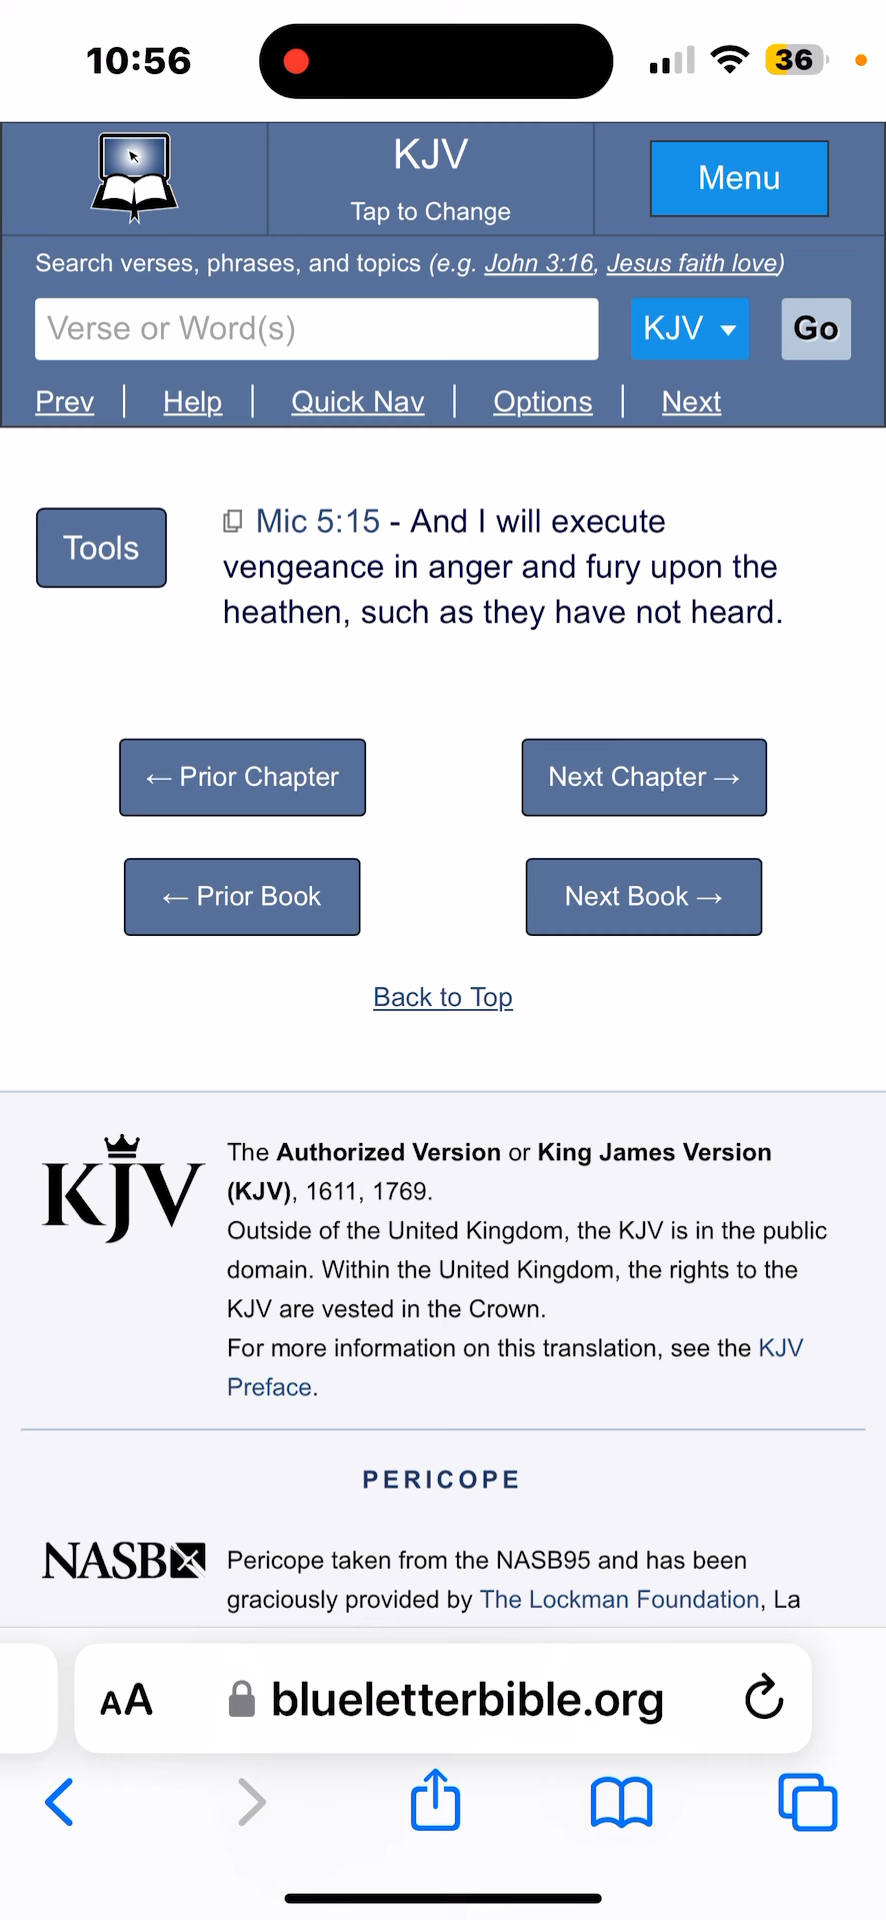 10:56
36
KJV
Tap to Change
Menu
Search verses, phrases, and topics (e.g. John 3:16, Jesus faith love)
Verse or Word(s)
KJV
Go
Prev | Help | Quick Nav | Options | Next
Tools
Mic 5:15 - And I will execute
vengeance in anger and fury upon the
heathen, such as they have not heard.
← Prior Chapter
Next Chapter →
← Prior Book
Next Book →
Back to Top
KJV
The Authorized Version or King James Version
(KJV), 1611, 1769.
Outside of the United Kingdom, the KJV is in the public
domain. Within the United Kingdom, the rights to the
KJV are vested in the Crown.
For more information on this translation, see the KJV
Preface.
PERICOPE
NASB
Pericope taken from the NASB95 and has been
graciously provided by The Lockman Foundation, La
AA
blueletterbible.org